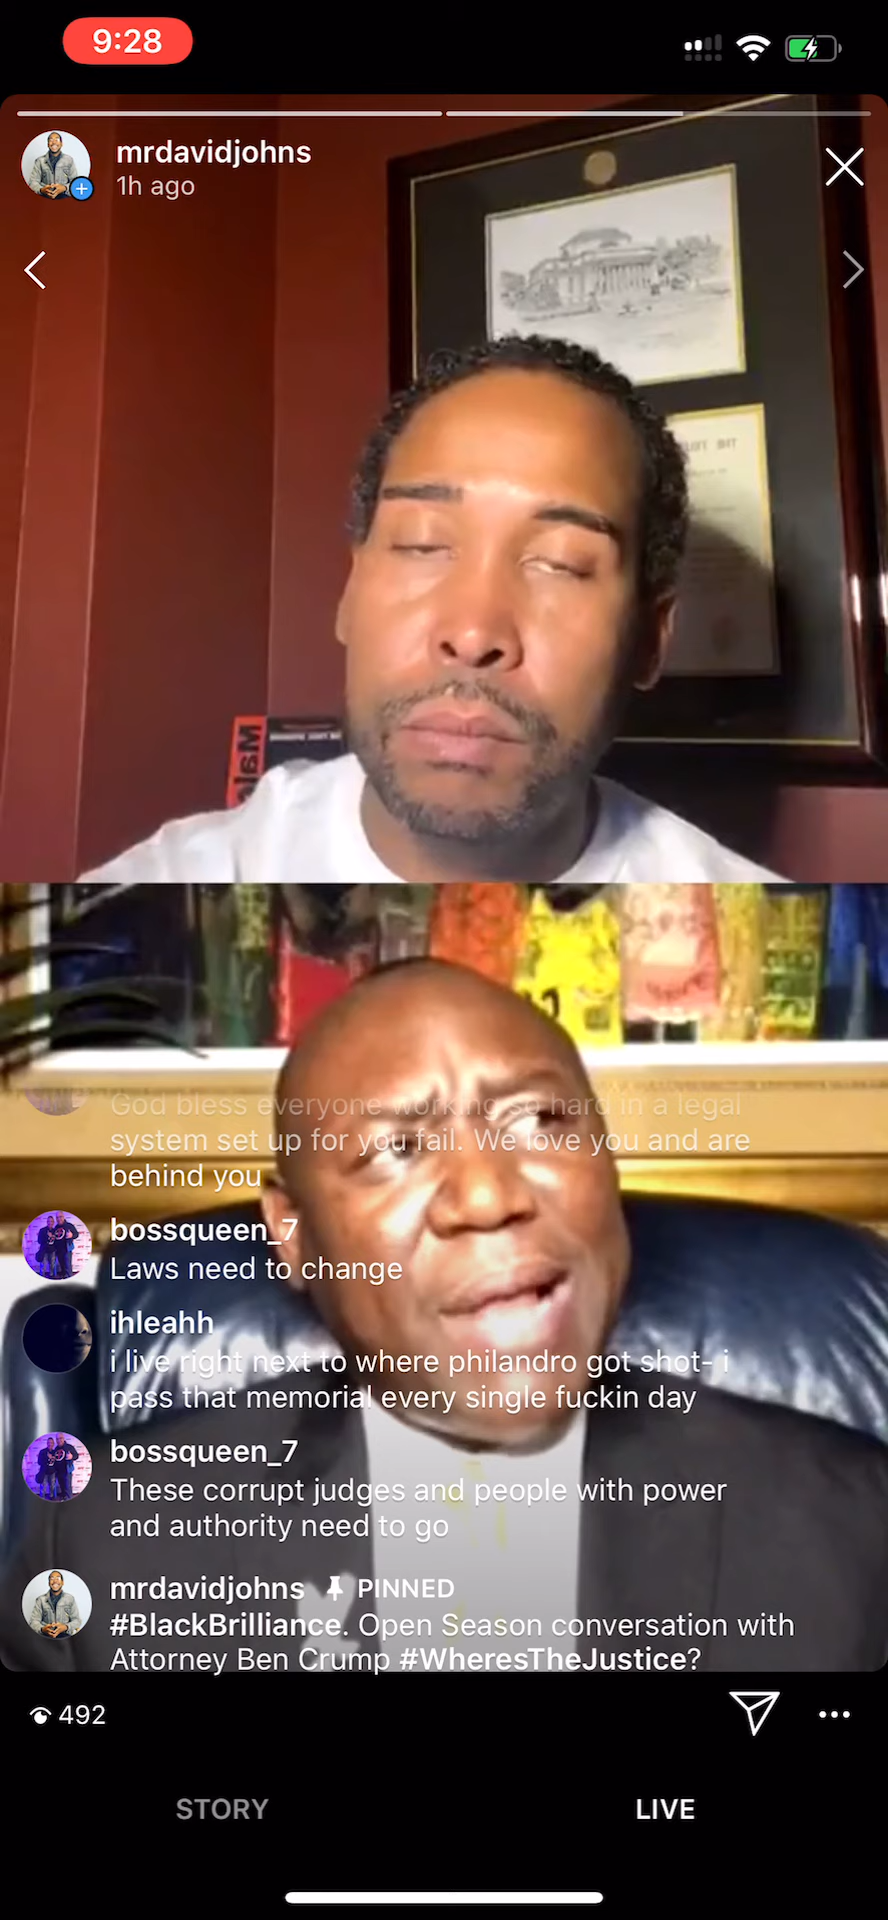 9:28
mrdavidjohns
1h ago
God bless everyone working so hard in a legal
system set up for you fail. We love you and are
behind you
bossqueen_7
Laws need to change
ihleahh
i live right next to where philandro got shot- i
pass that memorial every single fuckin day
bossqueen_7
These corrupt judges and people with power
and authority need to go
mrdavidjohns PINNED
#BlackBrilliance. Open Season conversation with
Attorney Ben Crump #WheresTheJustice?
492
STORY
LIVE